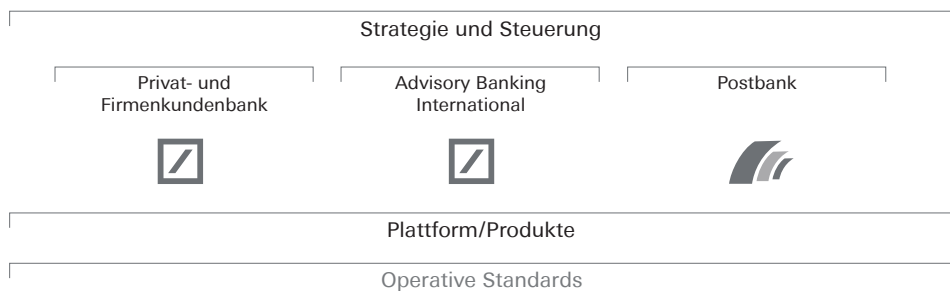 Strategie und Steuerung
Privat- und
Firmenkundenbank
Advisory Banking
International
Postbank
Plattform/Produkte
Operative Standards